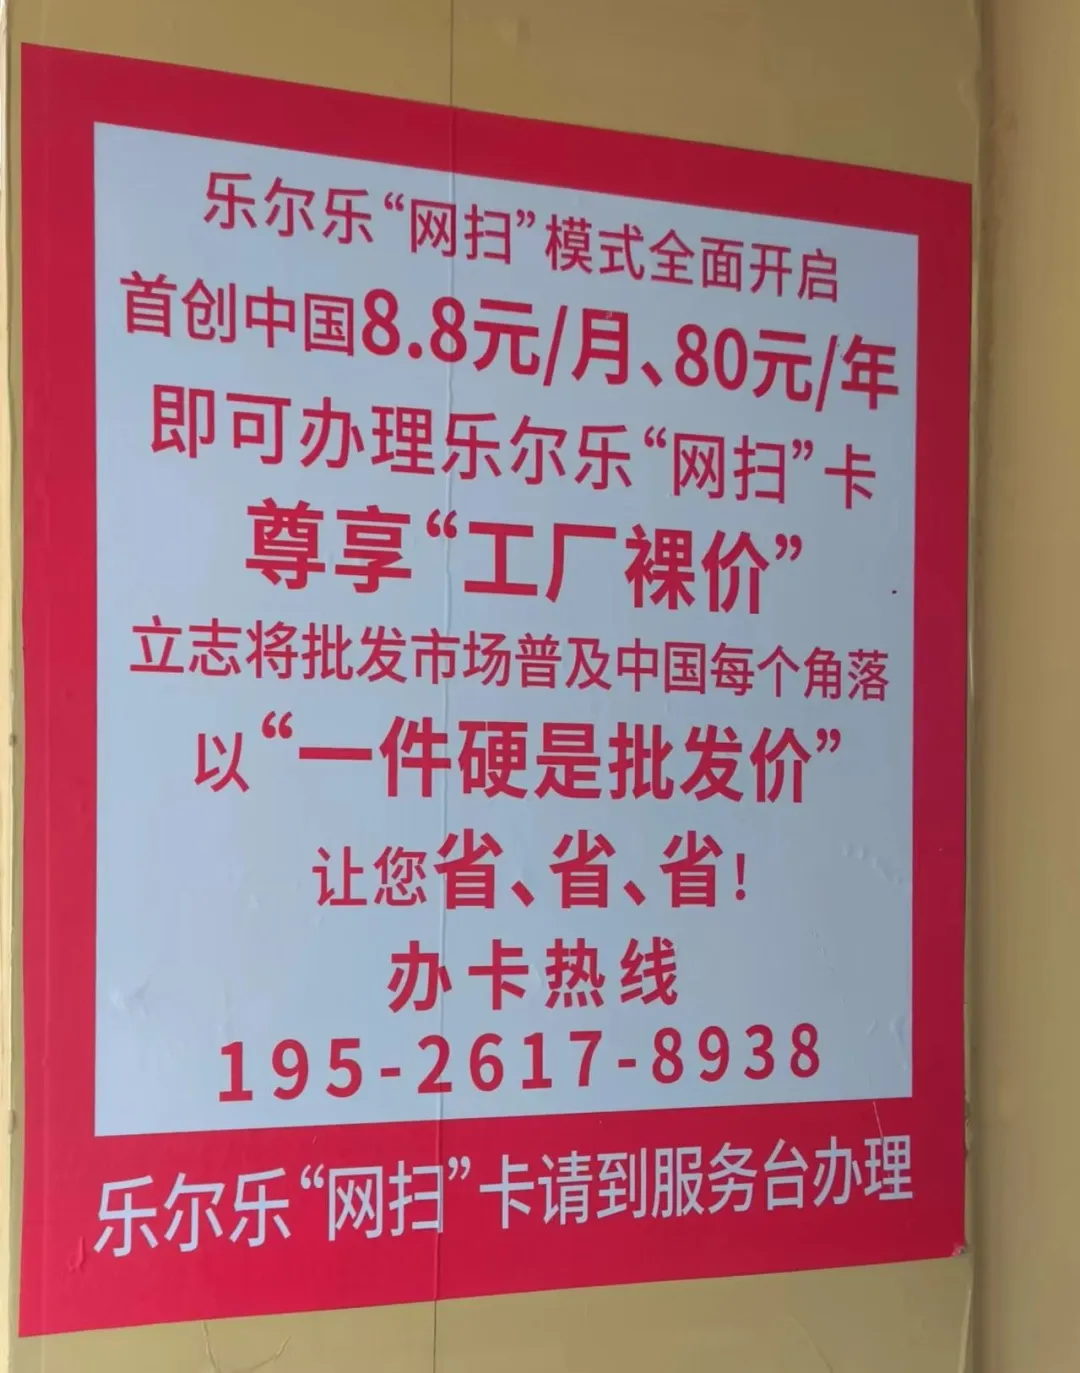 乐尔乐“网扫”模式全面开启
首创中国8.8元/月、80元/年
即可办理乐尔乐“网扫”卡
尊享“工厂裸价”
立志将批发市场普及中国每个角落
以“一件硬是批发价”
让您省、省、省!
办卡热线
195-2617-8938
乐尔乐“网扫”卡请到服务台办理